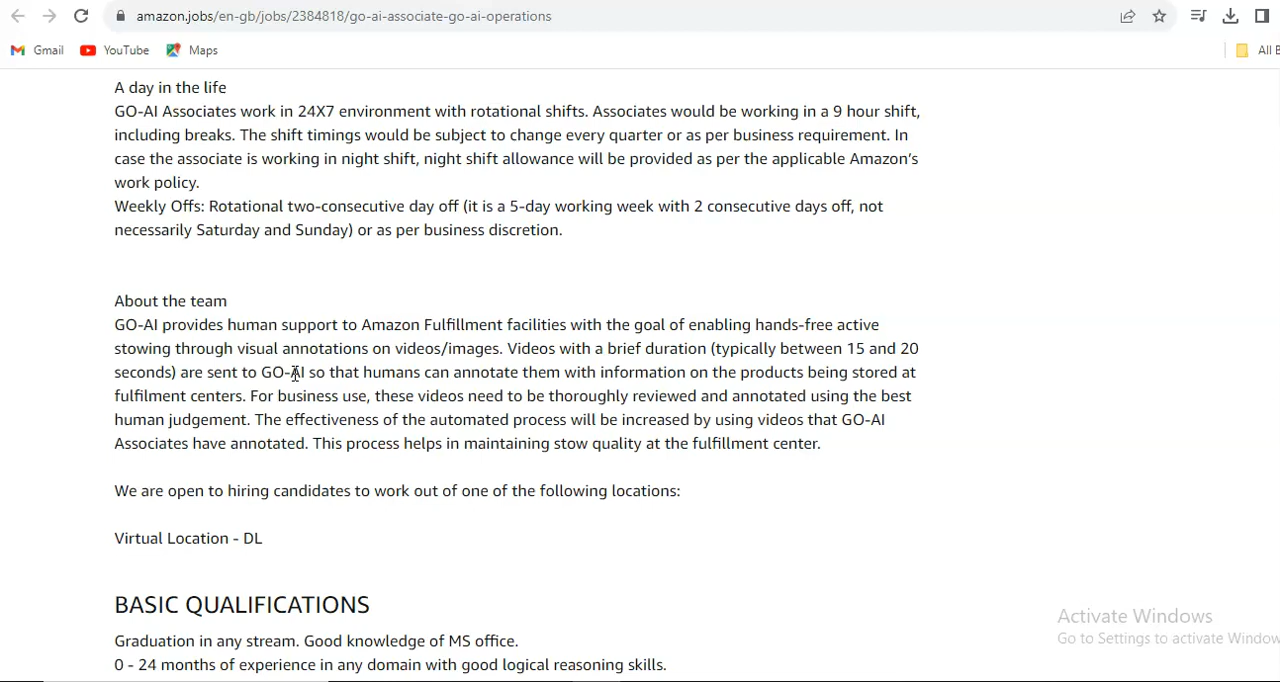 amazon.jobs/en-gb/jobs/2384818/go-ai-associate-go-ai-operations
Gmail YouTube Maps All B
A day in the life
GO-AI Associates work in 24X7 environment with rotational shifts. Associates would be working in a 9 hour shift,
including breaks. The shift timings would be subject to change every quarter or as per business requirement. In
case the associate is working in night shift, night shift allowance will be provided as per the applicable Amazon’s
work policy.
Weekly Offs: Rotational two-consecutive day off (it is a 5-day working week with 2 consecutive days off, not
necessarily Saturday and Sunday) or as per business discretion.
About the team
GO-AI provides human support to Amazon Fulfillment facilities with the goal of enabling hands-free active
stowing through visual annotations on videos/images. Videos with a brief duration (typically between 15 and 20
seconds) are sent to GO-AI so that humans can annotate them with information on the products being stored at
fulfilment centers. For business use, these videos need to be thoroughly reviewed and annotated using the best
human judgement. The effectiveness of the automated process will be increased by using videos that GO-AI
Associates have annotated. This process helps in maintaining stow quality at the fulfillment center.
We are open to hiring candidates to work out of one of the following locations:
Virtual Location - DL
BASIC QUALIFICATIONS
Graduation in any stream. Good knowledge of MS office.
0 - 24 months of experience in any domain with good logical reasoning skills.
Activate Windows
Go to Settings to activate Window